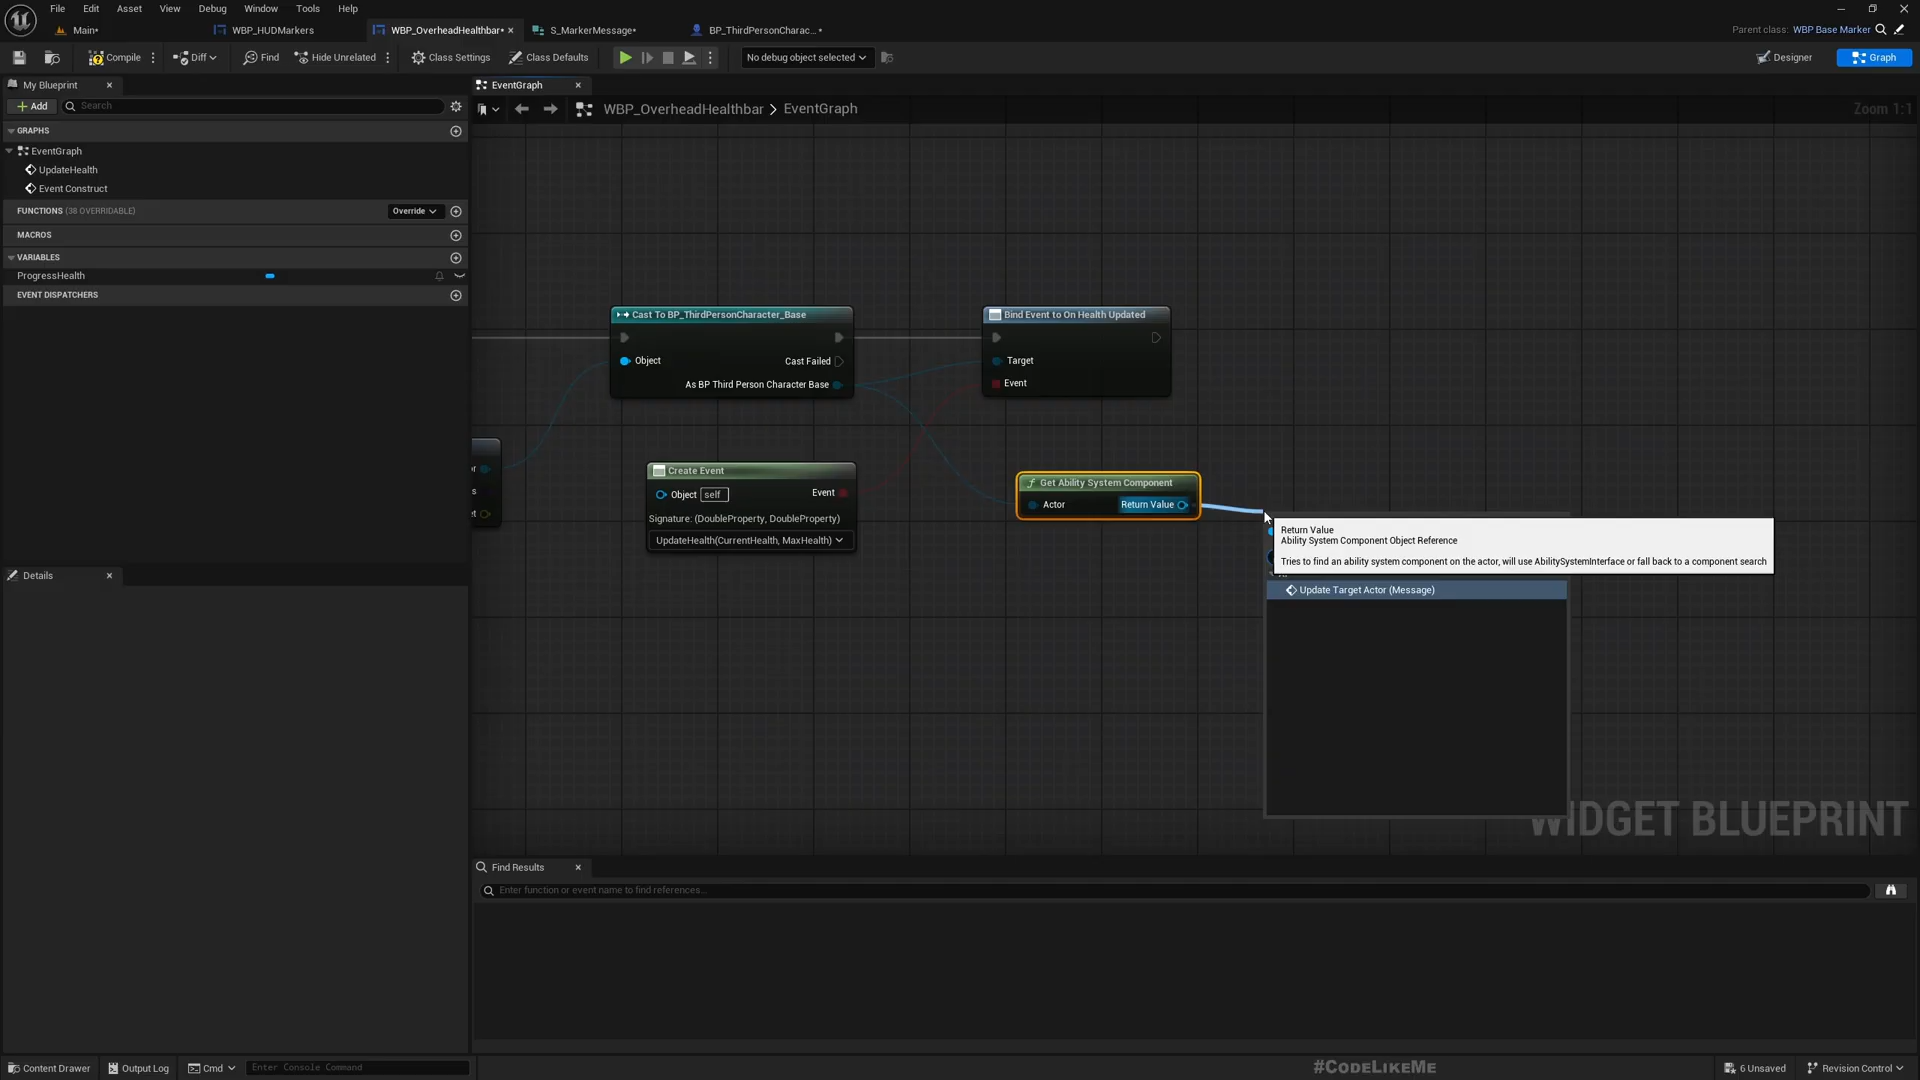 File Edit Asset View Debug Window Tools Help
Main•
WBP_HUDMarkers
WBP_OverheadHealthbar•
S_MarkerMessage•
BP_ThirdPersonCharac...•
Parent class: WBP Base Marker
Compile
Diff
Find
Hide Unrelated
Class Settings
Class Defaults
No debug object selected
Designer
Graph
My Blueprint
EventGraph
Add
Search
WBP_OverheadHealthbar > EventGraph
Zoom 1:1
GRAPHS
EventGraph
UpdateHealth
Event Construct
FUNCTIONS (38 OVERRIDABLE)
Override
MACROS
VARIABLES
ProgressHealth
EVENT DISPATCHERS
Cast To BP_ThirdPersonCharacter_Base
Object
Cast Failed
As BP Third Person Character Base
Bind Event to On Health Updated
Target
Event
Create Event
Object self
Event
Signature: (DoubleProperty, DoubleProperty)
UpdateHealth(CurrentHealth, MaxHealth)
Get Ability System Component
Actor
Return Value
Return Value
Ability System Component Object Reference
Tries to find an ability system component on the actor, will use AbilitySystemInterface or fall back to a component search
Update Target Actor (Message)
Details
WIDGET BLUEPRINT
Find Results
Enter function or event name to find references...
Content Drawer
Output Log
Cmd
Enter Console Command
#CodeLikeMe
6 Unsaved
Revision Control